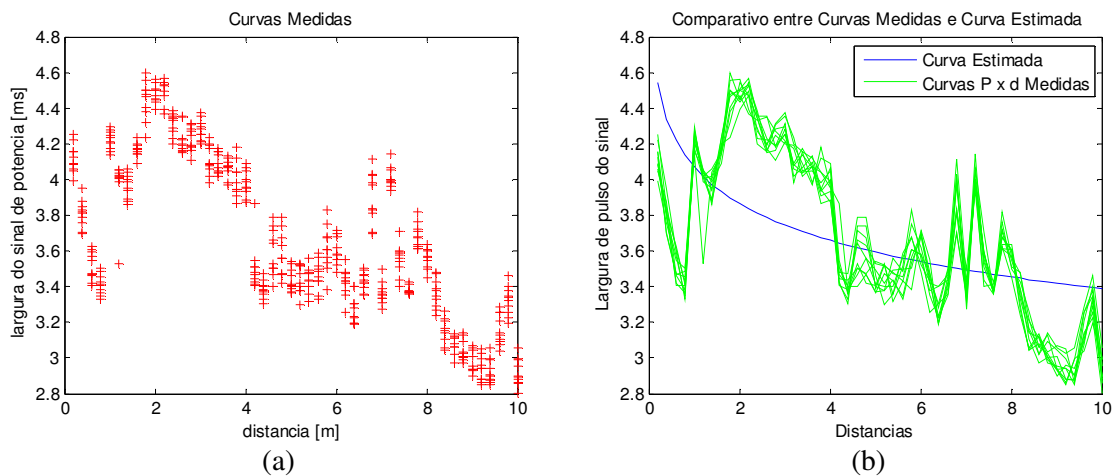 Curvas Medidas
4.8
4.6
4.4
4.2
4
3.8
3.6
3.4
3.2
3
2.8
0 2 4 6 8 10
largura do sinal de potencia [ms]
distancia [m]
(a)
Comparativo entre Curvas Medidas e Curva Estimada
4.8
4.6
4.4
4.2
4
3.8
3.6
3.4
3.2
3
2.8
0 2 4 6 8 10
Largura de pulso do sinal
Curva Estimada
Curvas P x d Medidas
Distancias
(b)